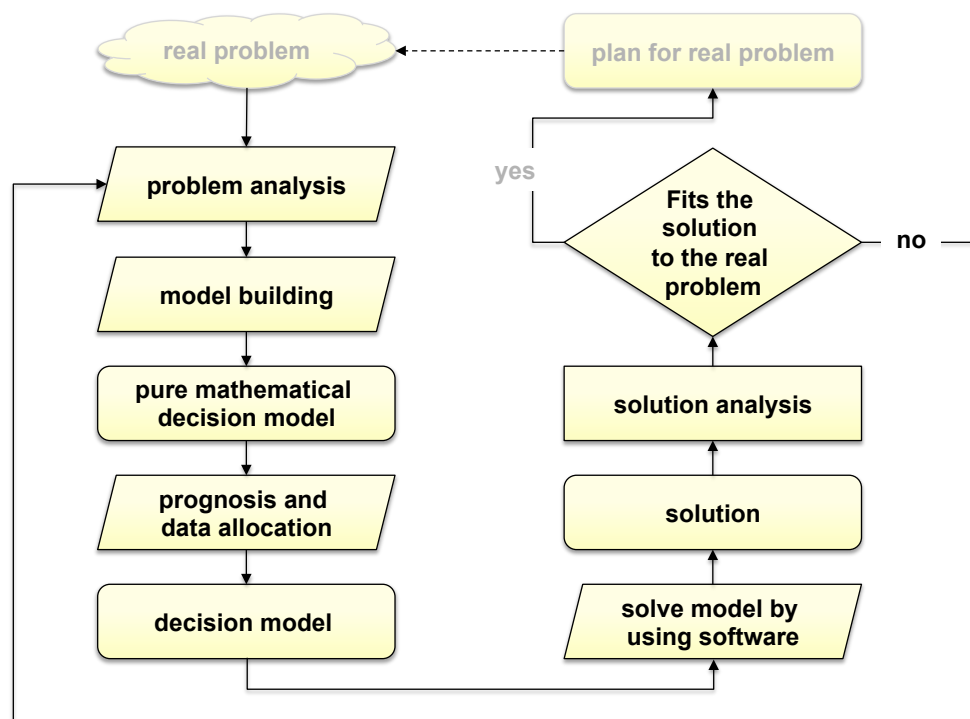 real problem
plan for real problem
problem analysis
yes
Fits the
solution
to the real
problem
no
model building
pure mathematical
decision model
solution analysis
prognosis and
data allocation
solution
decision model
solve model by
using software